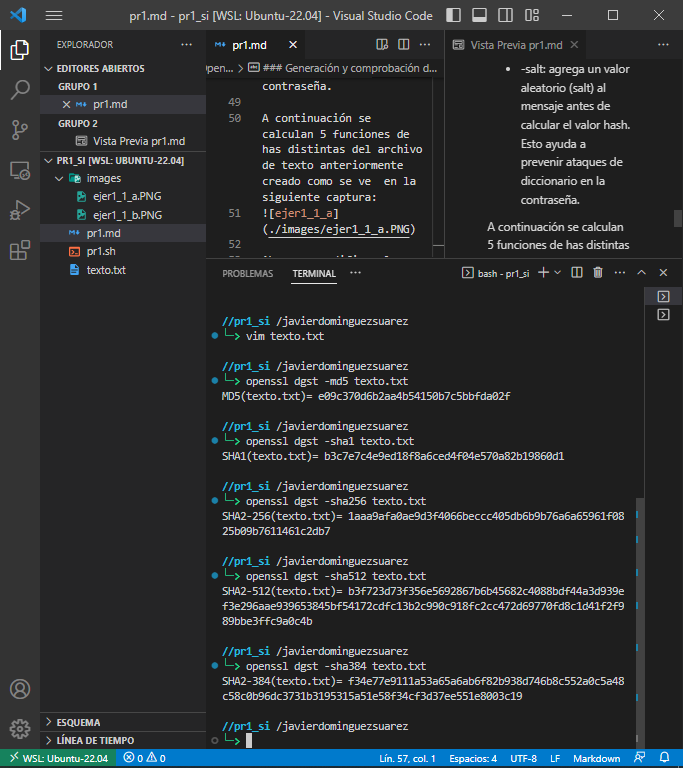 pr1.md - pr1_si [WSL: Ubuntu-22.04] - Visual Studio Code
EXPLORADOR
EDITORES ABIERTOS
GRUPO 1
pr1.md
GRUPO 2
Vista Previa pr1.md
PR1_SI [WSL: UBUNTU-22.04]
images
ejer1_1_a.PNG
ejer1_1_b.PNG
pr1.md
pr1.sh
texto.txt
ESQUEMA
LÍNEA DE TIEMPO
pr1.md
Open... > ### Generación y comprobación d...
contraseña.
49
50 A continuación se
calculan 5 funciones de
has distintas del archivo
de texto anteriormente
creado como se ve  en la
siguiente captura:
51 ![ejer1_1_a]
(./images/ejer1_1_a.PNG)
52
Vista Previa pr1.md
• -salt: agrega un valor
aleatorio (salt) al
mensaje antes de
calcular el valor hash.
Esto ayuda a
prevenir ataques de
diccionario en la
contraseña.
A continuación se calculan
5 funciones de has distintas
PROBLEMAS TERMINAL ··· bash - pr1_si
//pr1_si /javierdominguezsuarez
└─> vim texto.txt
//pr1_si /javierdominguezsuarez
└─> openssl dgst -md5 texto.txt
MD5(texto.txt)= e09c370d6b2aa4b54150b7c5bbfda02f
//pr1_si /javierdominguezsuarez
└─> openssl dgst -sha1 texto.txt
SHA1(texto.txt)= b3c7e7c4e9ed18f8a6ced4f04e570a82b19860d1
//pr1_si /javierdominguezsuarez
└─> openssl dgst -sha256 texto.txt
SHA2-256(texto.txt)= 1aaa9afa0ae9d3f4066beccc405db6b9b76a6a65961f08
25b09b7611461c2db7
//pr1_si /javierdominguezsuarez
└─> openssl dgst -sha512 texto.txt
SHA2-512(texto.txt)= b3f723d73f356e5692867b6b45682c4088bdf44a3d939e
f3e296aae939653845bf54172cdfc13b2c990c918fc2cc472d69770fd8c1d41f2f9
89bbe3ffc9a0c4b
//pr1_si /javierdominguezsuarez
└─> openssl dgst -sha384 texto.txt
SHA2-384(texto.txt)= f34e77e9111a53a65a6ab6f82b938d746b8c552a0c5a48
c58c0b96dc3731b3195315a51e58f34cf3d37ee551e8003c19
//pr1_si /javierdominguezsuarez
└─>
WSL: Ubuntu-22.04 0 0 Lín. 57, col. 1 Espacios: 4 UTF-8 LF Markdown